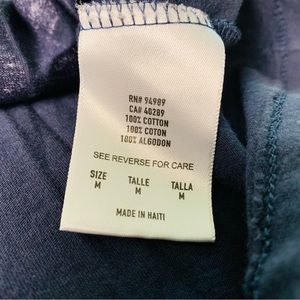 RN# 94989
CA# 40289
100% COTTON
100% COTON
100% ALGODON
SEE REVERSE FOR CARE
SIZE TALLE TALLA
M M M
MADE IN HAITI